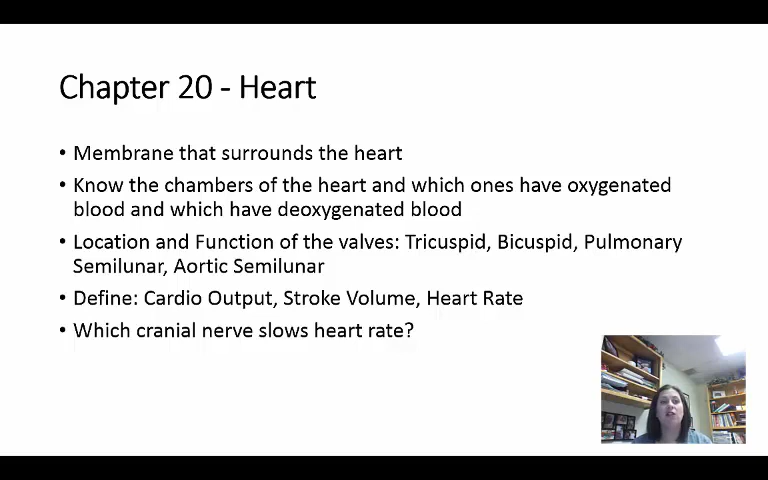 Chapter 20 - Heart
• Membrane that surrounds the heart
• Know the chambers of the heart and which ones have oxygenated
blood and which have deoxygenated blood
• Location and Function of the valves: Tricuspid, Bicuspid, Pulmonary
Semilunar, Aortic Semilunar
• Define: Cardio Output, Stroke Volume, Heart Rate
• Which cranial nerve slows heart rate?